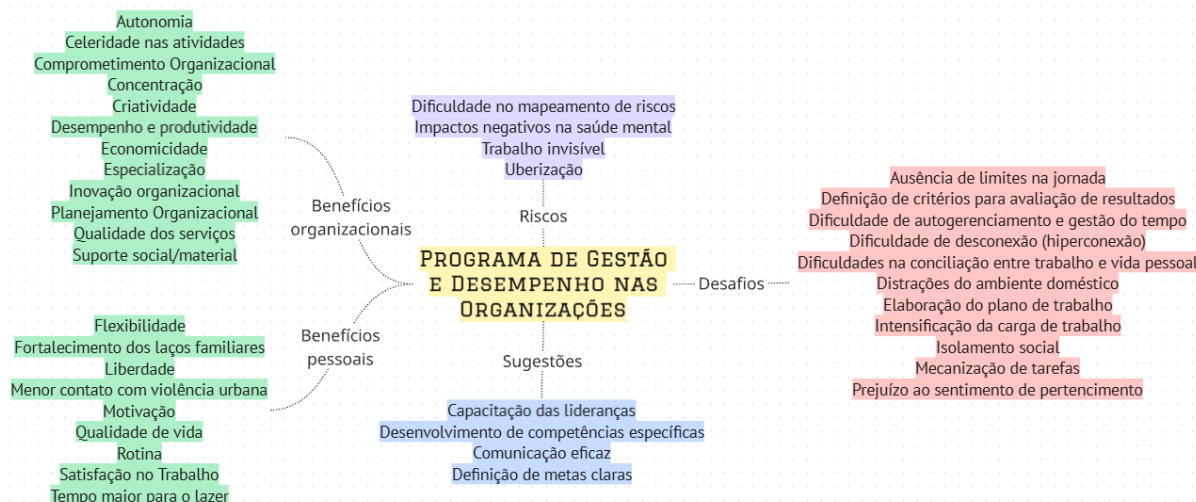 Autonomia
Celeridade nas atividades
Comprometimento Organizacional
Concentração
Criatividade
Desempenho e produtividade
Economicidade
Especialização
Inovação organizacional
Planejamento Organizacional
Qualidade dos serviços
Suporte social/material
Benefícios
organizacionais
Flexibilidade
Fortalecimento dos laços familiares
Liberdade
Menor contato com violência urbana
Motivação
Qualidade de vida
Rotina
Satisfação no Trabalho
Tempo maior para o lazer
Benefícios
pessoais
Dificuldade no mapeamento de riscos
Impactos negativos na saúde mental
Trabalho invisível
Uberização
Riscos
Programa de Gestão
e Desempenho nas
Organizações
Sugestões
Capacitação das lideranças
Desenvolvimento de competências específicas
Comunicação eficaz
Definição de metas claras
Desafios
Ausência de limites na jornada
Definição de critérios para avaliação de resultados
Dificuldade de autogerenciamento e gestão do tempo
Dificuldade de desconexão (hiperconexão)
Dificuldades na conciliação entre trabalho e vida pessoal
Distrações do ambiente doméstico
Elaboração do plano de trabalho
Intensificação da carga de trabalho
Isolamento social
Mecanização de tarefas
Prejuízo ao sentimento de pertencimento